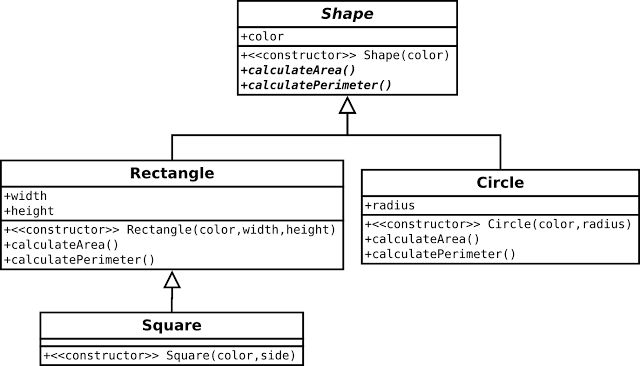 Shape
+color
+<<constructor>> Shape(color)
+calculateArea()
+calculatePerimeter()
Rectangle
+width
+height
+<<constructor>> Rectangle(color,width,height)
+calculateArea()
+calculatePerimeter()
Circle
+radius
+<<constructor>> Circle(color,radius)
+calculateArea()
+calculatePerimeter()
Square
+<<constructor>> Square(color,side)